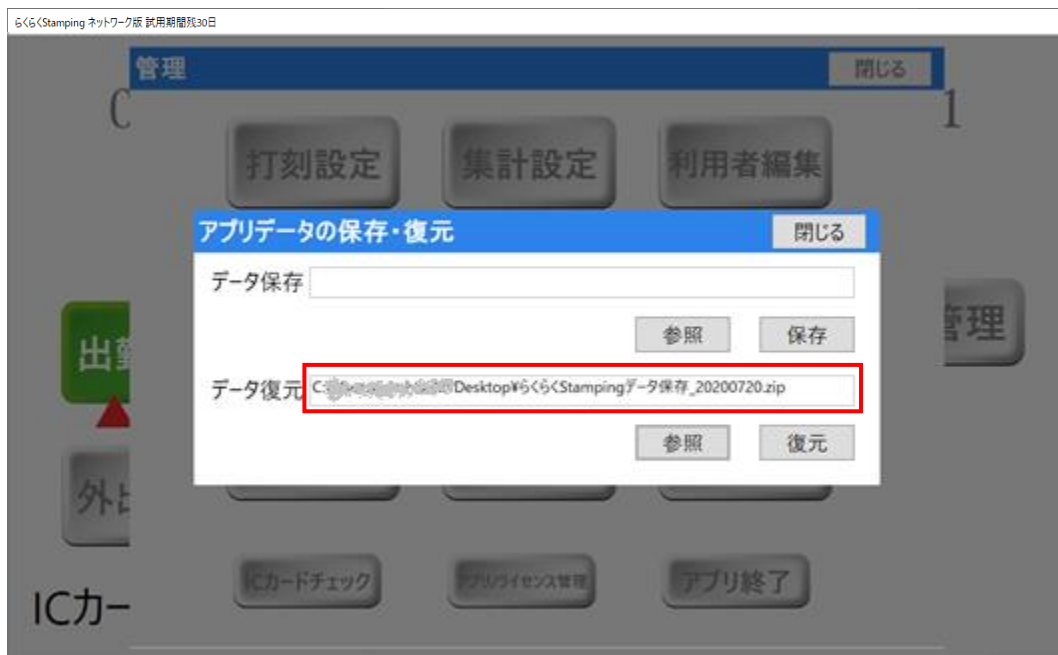 らくらくStamping ネットワーク版 試用期間残30日
管理
閉じる
打刻設定
集計設定
利用者編集
アプリデータの保存・復元
閉じる
データ保存
参照
保存
管理
データ復元
C: Desktop¥らくらくStampingデータ保存_20200720.zip
参照
復元
ICカードチェック
アプリライセンス管理
アプリ終了
ICカー